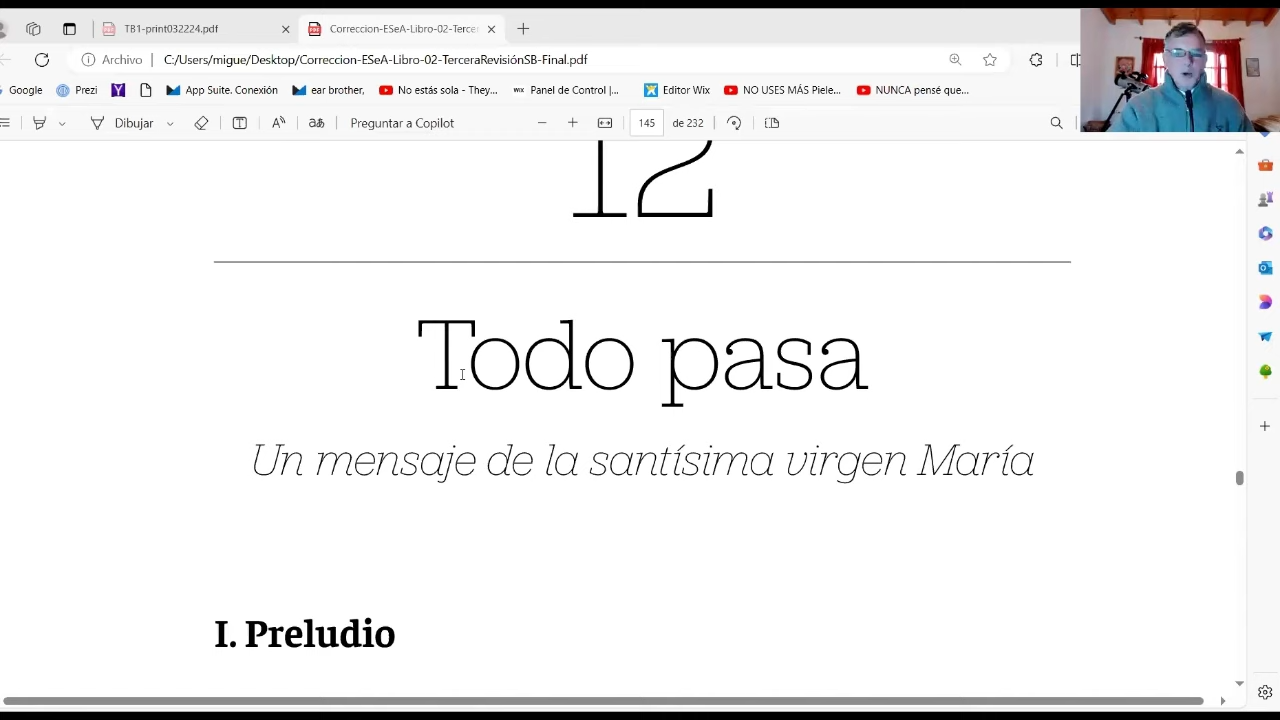 TB1-print032224.pdf
Correccion-ESeA-Libro-02-Tercer
Archivo
C:/Users/migue/Desktop/Correccion-ESeA-Libro-02-TerceraRevisiónSB-Final.pdf
Google
Prezi
App Suite. Conexión
ear brother,
No estás sola - They...
WiX Panel de Control |...
Editor Wix
NO USES MÁS Piele...
NUNCA pensé que...
Dibujar
Preguntar a Copilot
145
de 232
12
Todo pasa
Un mensaje de la santísima virgen María
I. Preludio